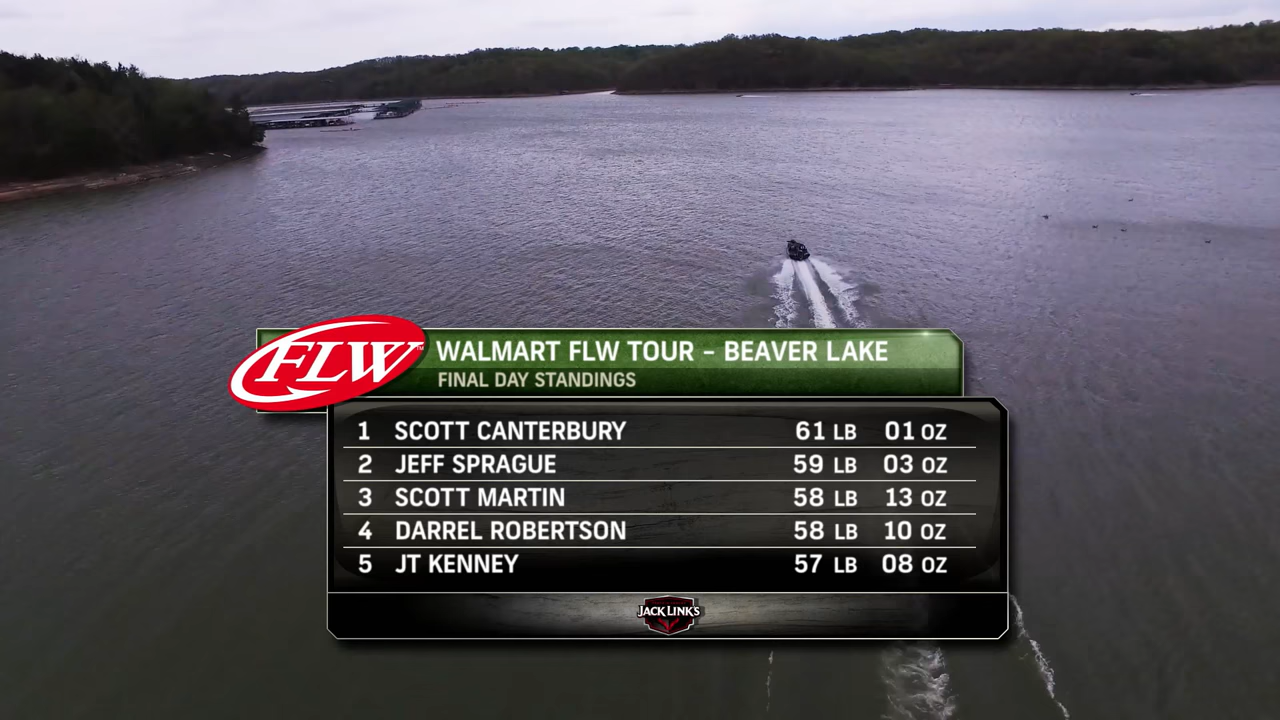 FLW
WALMART FLW TOUR – BEAVER LAKE
FINAL DAY STANDINGS
1 SCOTT CANTERBURY 61 LB 01 OZ
2 JEFF SPRAGUE 59 LB 03 OZ
3 SCOTT MARTIN 58 LB 13 OZ
4 DARREL ROBERTSON 58 LB 10 OZ
5 JT KENNEY 57 LB 08 OZ
JACK LINK'S